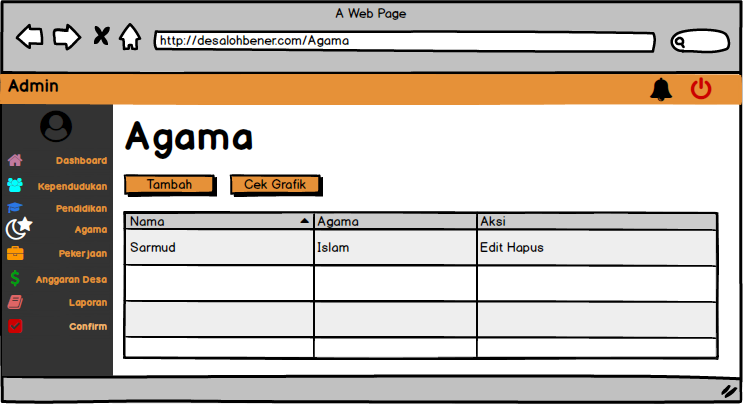 A Web Page
http://desalohbener.com/Agama
Admin
Dashboard
Kependudukan
Pendidikan
Agama
Pekerjaan
Anggaran Desa
Laporan
Confirm
Agama
Tambah Cek Grafik
Nama Agama Aksi
Sarmud Islam Edit Hapus